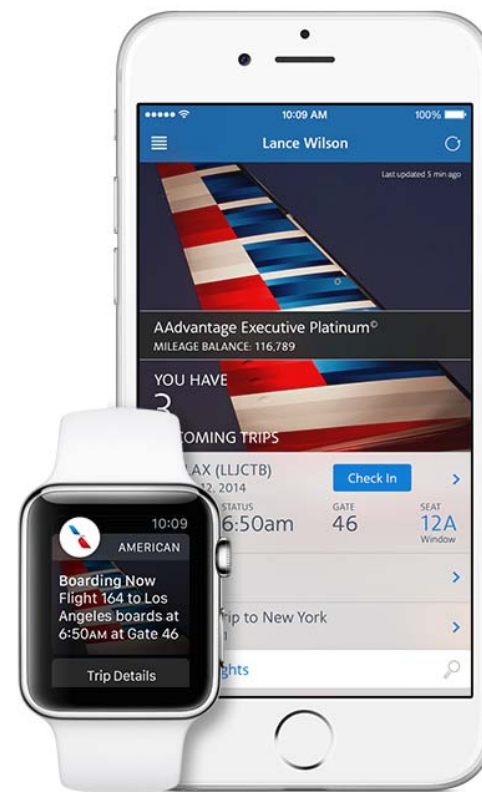 10:09 AM
100%
Lance Wilson
Last updated 5 min ago
AAdvantage Executive Platinum©
MILEAGE BALANCE: 116,789
YOU HAVE
3
COMING TRIPS
LAX (LLJCTB)
12, 2014
Check In
STATUS
GATE
SEAT
6:50am
46
12A
Window
rip to New York
ghts
10:09
AMERICAN
Boarding Now
Flight 164 to Los
Angeles boards at
6:50AM at Gate 46
Trip Details